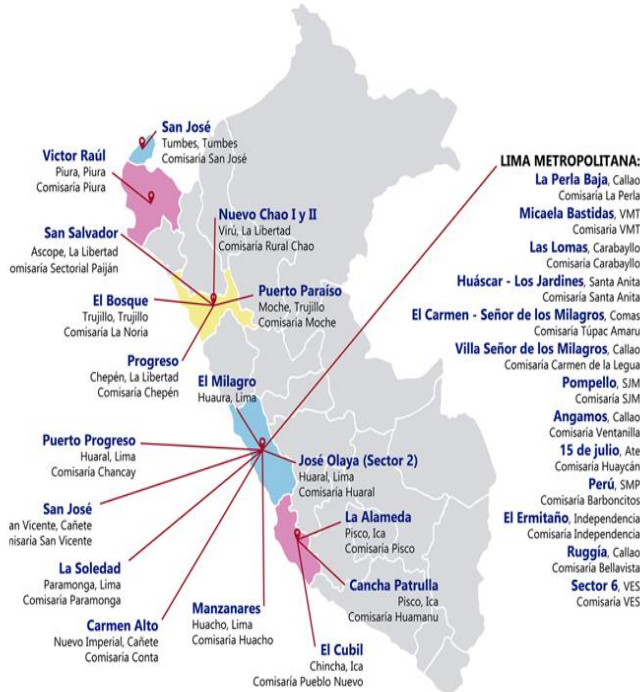 San José
Tumbes, Tumbes
Comisaria San José
Victor Raúl
Piura, Piura
Comisaría Piura
San Salvador
Ascope, La Libertad
omisaría Sectorial Paiján
Nuevo Chao I y II
Virú, La Libertad
Comisaría Rural Chao
El Bosque
Trujillo, Trujillo
Comisaría La Noria
Puerto Paraíso
Moche, Trujillo
Comisaria Moche
Progreso
Chepén, La Libertad
Comisaría Chepén
El Milagro
Huaura, Lima
Puerto Progreso
Huaral, Lima
Comisaría Chancay
José Olaya (Sector 2)
Huaral, Lima
Comisaría Huaral
San José
an Vicente, Cañete
misaría San Vicente
La Alameda
Pisco, Ica
Comisaría Pisco
La Soledad
Paramonga, Lima
Comisaría Paramonga
Cancha Patrulla
Pisco, Ica
Comisaría Huamanu
Manzanares
Huacho, Lima
Comisaría Huacho
Carmen Alto
Nuevo Imperial, Cañete
Comisaría Conta
El Cubil
Chincha, Ica
Comisaría Pueblo Nuevo
LIMA METROPOLITANA:
La Perla Baja, Callao
Comisaría La Perla
Micaela Bastidas, VMT
Comisaría VMT
Las Lomas, Carabayllo
Comisaría Carabayllo
Huáscar - Los Jardines, Santa Anita
Comisaría Santa Anita
El Carmen - Señor de los Milagros, Comas
Comisaría Túpac Amaru
Villa Señor de los Milagros, Callao
Comisaría Carmen de la Legua
Pompello, SJM
Comisaría SJM
Angamos, Callao
Comisaría Ventanilla
15 de julio, Ate
Comisaría Huaycán
Perú, SMP
Comisaría Barboncitos
El Ermitaño, Independencia
Comisaría Independencia
Ruggía, Callao
Comisaría Bellavista
Sector 6, VES
Comisaría VES